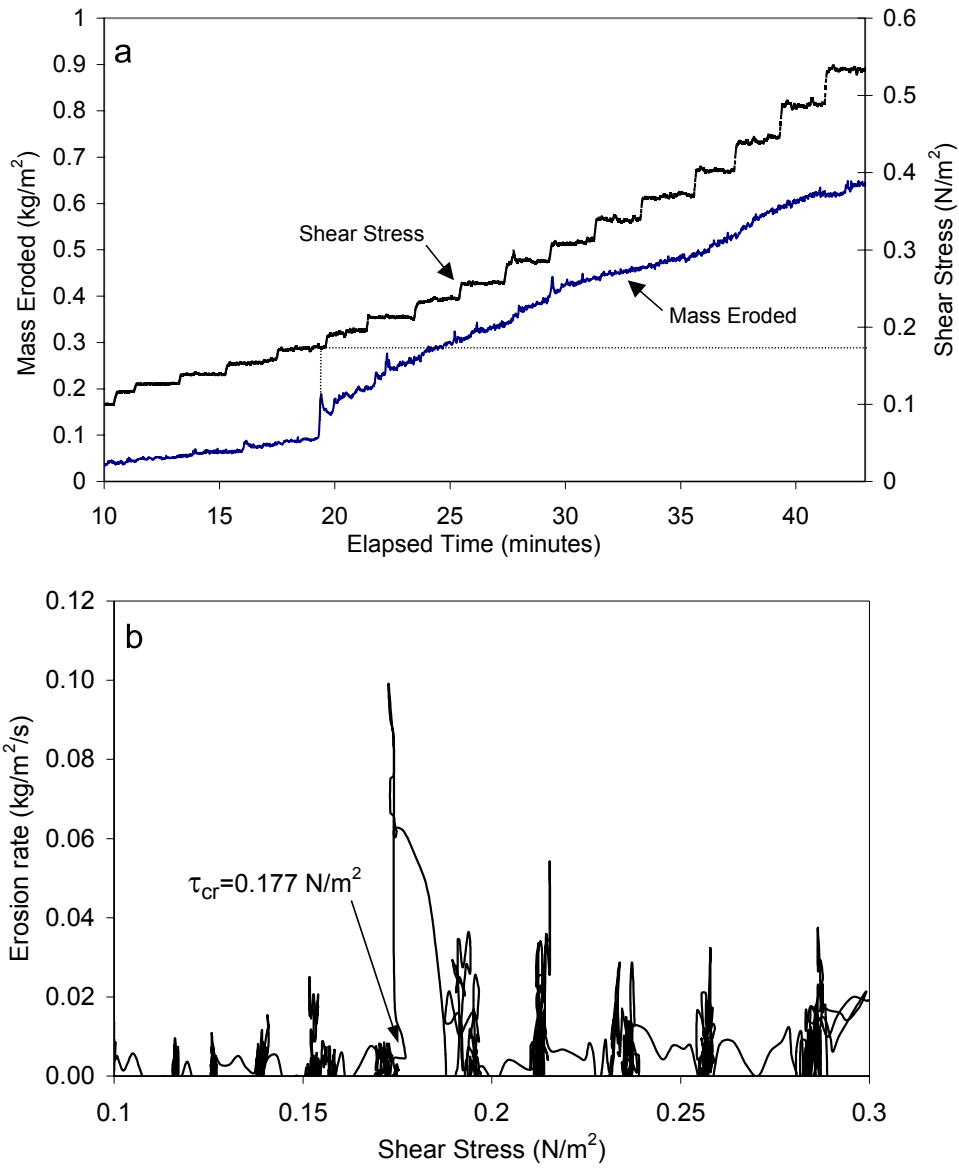 a
Mass Eroded (kg/m²)
1
0.9
0.8
0.7
0.6
0.5
0.4
0.3
0.2
0.1
0
Shear Stress
Mass Eroded
0.6
0.5
0.4
0.3
0.2
0.1
0
Shear Stress (N/m²)
10 15 20 25 30 35 40
Elapsed Time (minutes)
b
Erosion rate (kg/m²/s)
0.12
0.10
0.08
0.06
0.04
0.02
0.00
τcr=0.177 N/m²
0.1 0.15 0.2 0.25 0.3
Shear Stress (N/m²)